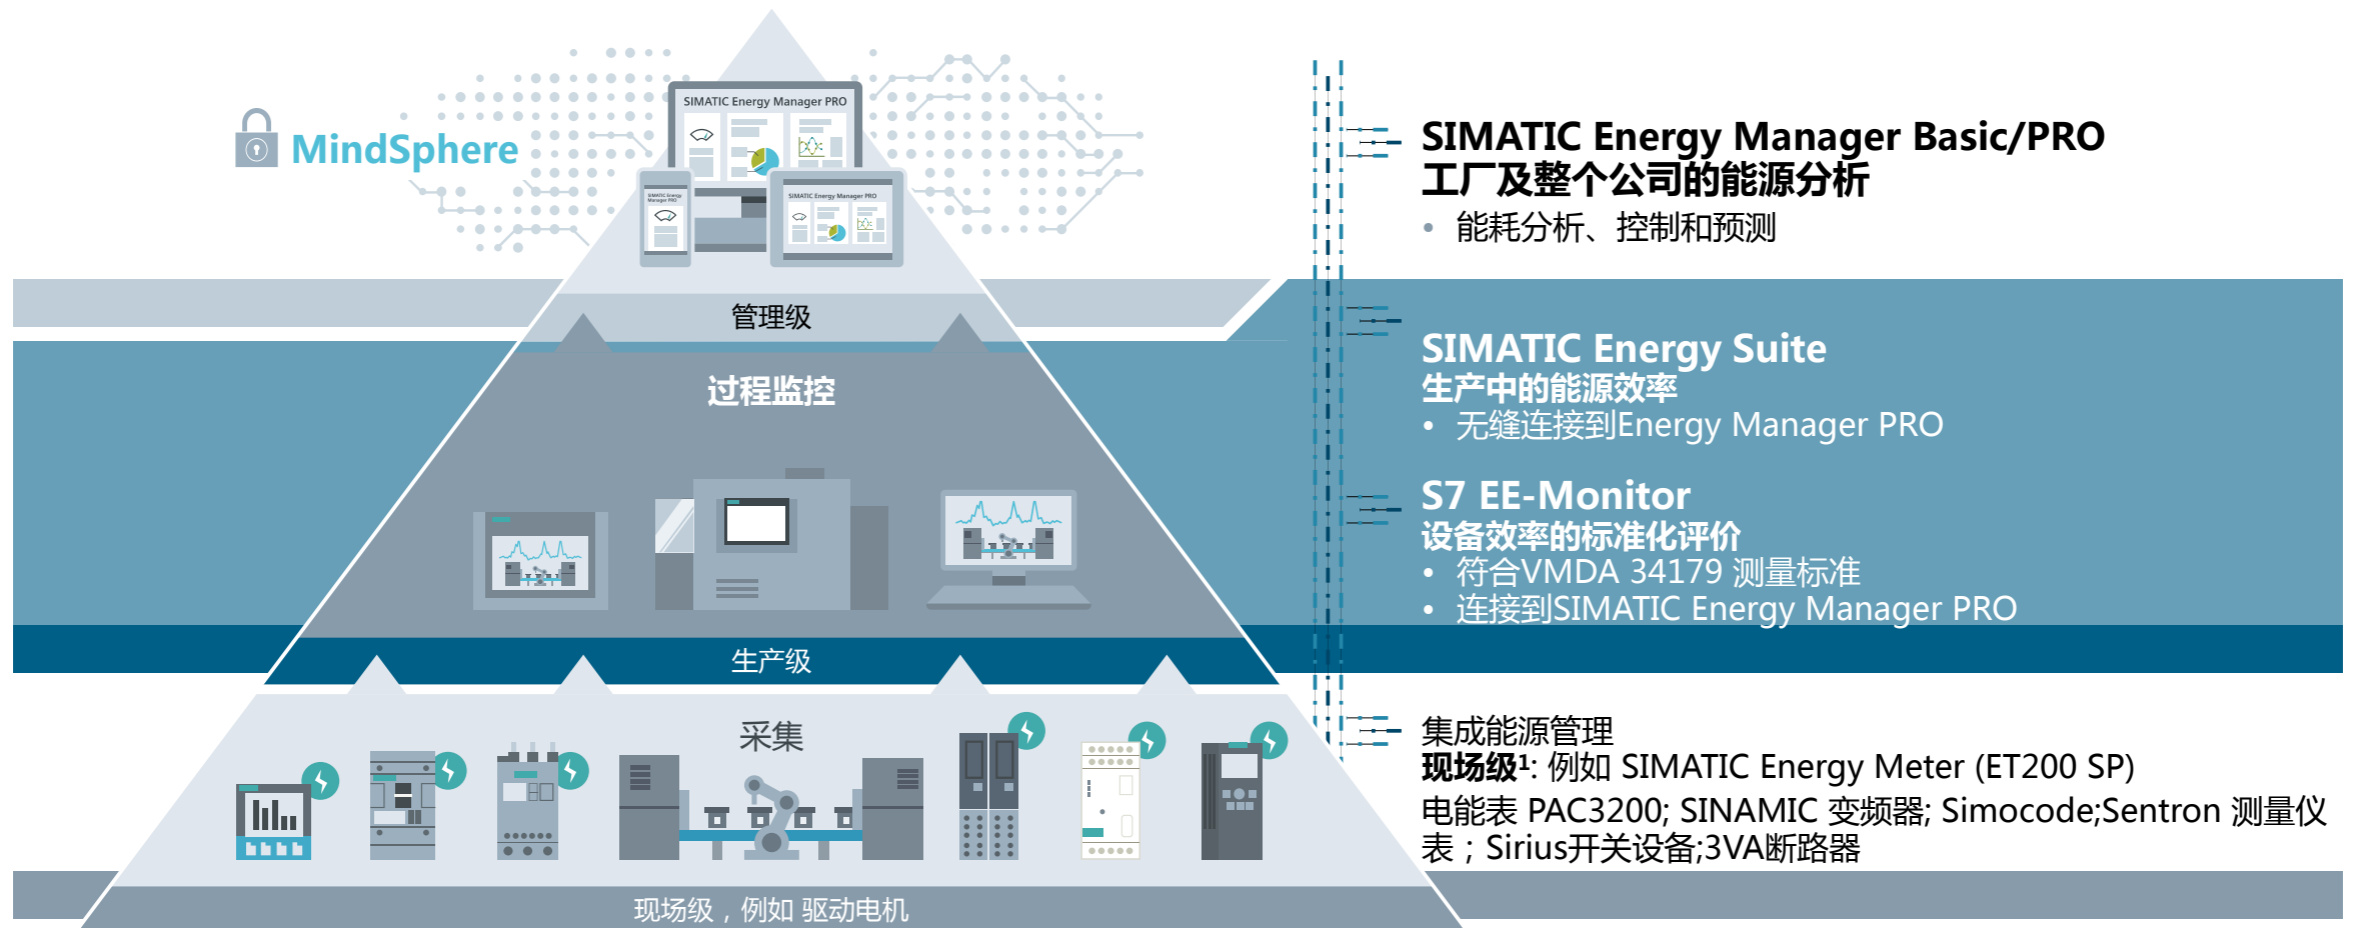 MindSphere
SIMATIC Energy Manager PRO
SIMATIC Energy
Manager PRO
SIMATIC Energy Manager PRO
管理级
过程监控
生产级
采集
现场级，例如 驱动电机
SIMATIC Energy Manager Basic/PRO
工厂及整个公司的能源分析
• 能耗分析、控制和预测
SIMATIC Energy Suite
生产中的能源效率
• 无缝连接到Energy Manager PRO
S7 EE-Monitor
设备效率的标准化评价
• 符合VMDA 34179 测量标准
• 连接到SIMATIC Energy Manager PRO
集成能源管理
现场级¹: 例如 SIMATIC Energy Meter (ET200 SP)
电能表 PAC3200; SINAMIC 变频器; Simocode;Sentron 测量仪
表；Sirius开关设备;3VA断路器